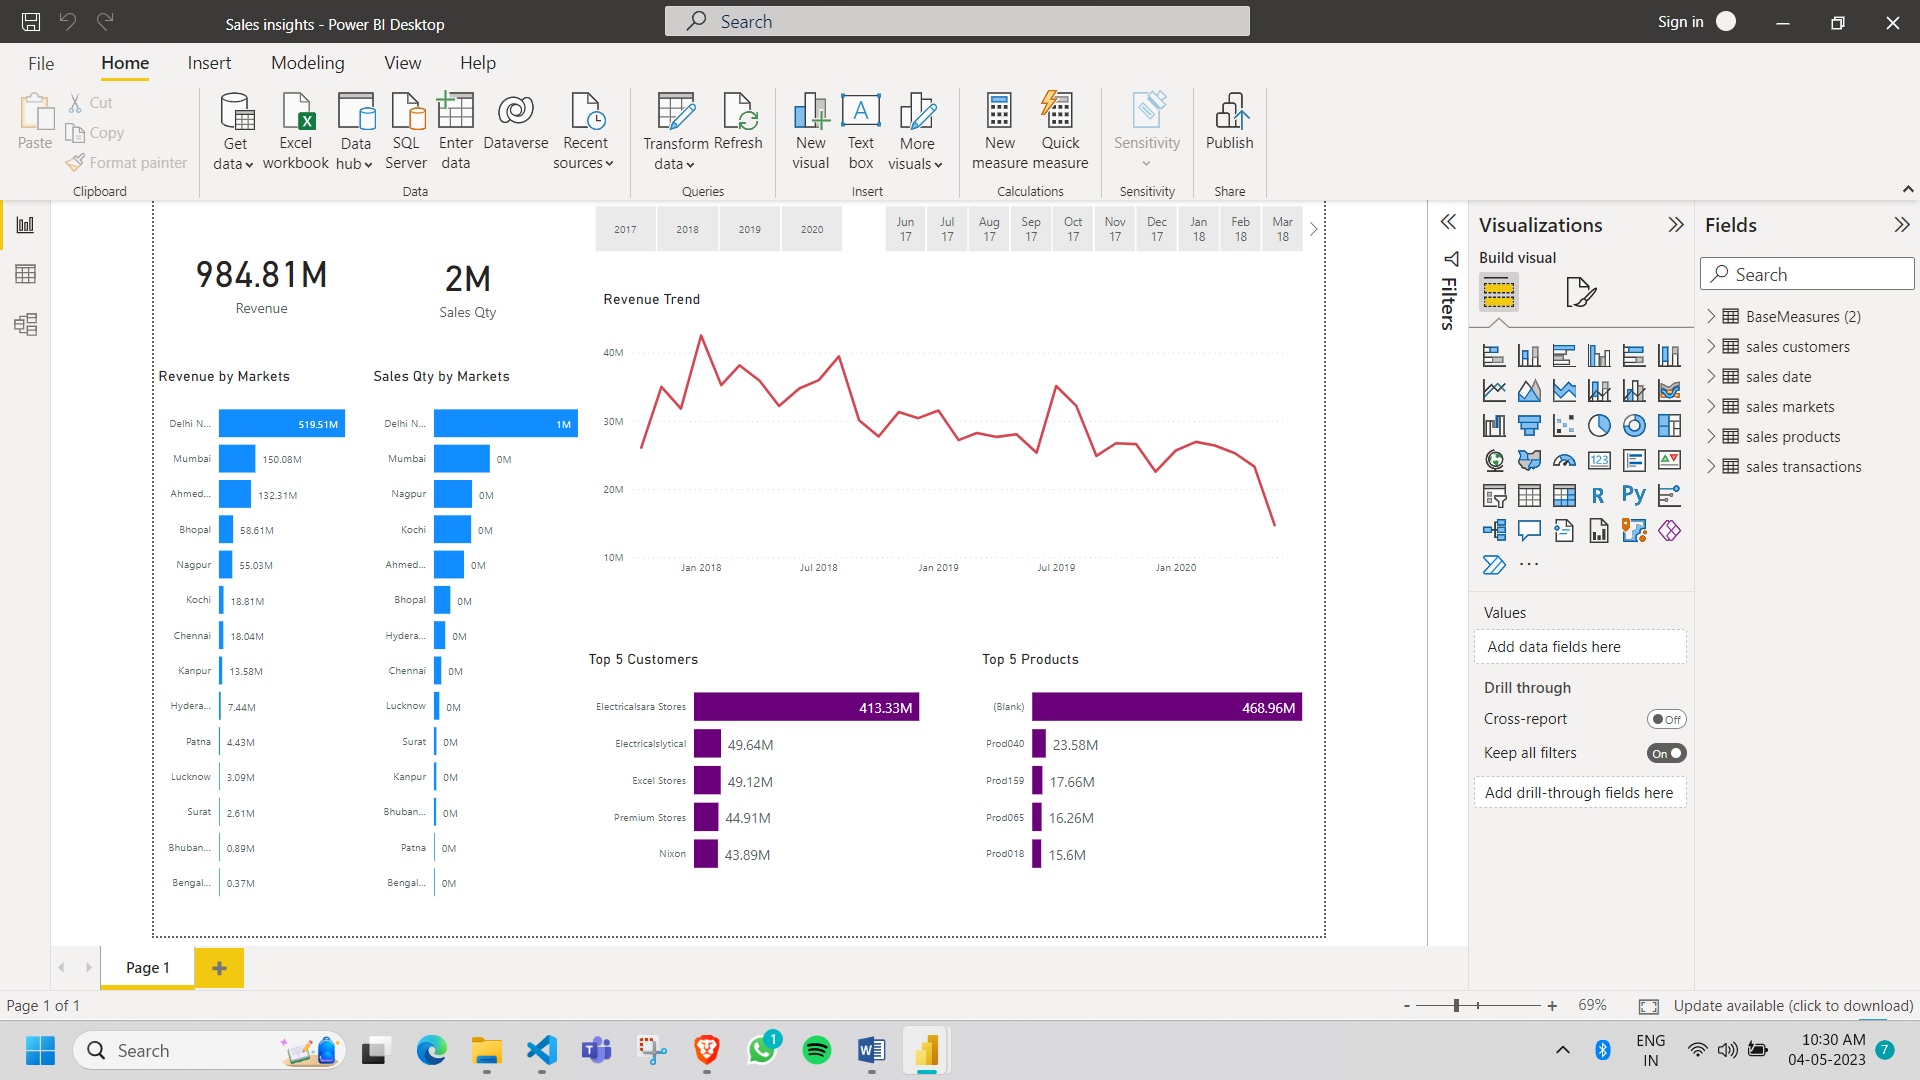 Sales insights - Power BI Desktop
Search
Sign in
File
Home
Insert
Modeling
View
Help
Paste
Cut
Copy
Format painter
Clipboard
Get data
Excel workbook
Data hub
SQL Server
Enter data
Dataverse
Recent sources
Data
Transform data
Refresh
Queries
New visual
Text box
More visuals
Insert
New measure
Quick measure
Calculations
Sensitivity
Sensitivity
Publish
Share
2017
2018
2019
2020
Jun 17
Jul 17
Aug 17
Sep 17
Oct 17
Nov 17
Dec 17
Jan 18
Feb 18
Mar 18
984.81M
Revenue
2M
Sales Qty
Revenue by Markets
Delhi N... 519.51M
Mumbai 150.08M
Ahmed... 132.31M
Bhopal 58.61M
Nagpur 55.03M
Kochi 18.81M
Chennai 18.04M
Kanpur 13.58M
Hydera... 7.44M
Patna 4.43M
Lucknow 3.09M
Surat 2.61M
Bhuban... 0.89M
Bengal... 0.37M
Sales Qty by Markets
Delhi N... 1M
Mumbai 0M
Nagpur 0M
Kochi 0M
Ahmed... 0M
Bhopal 0M
Hydera... 0M
Chennai 0M
Lucknow 0M
Surat 0M
Kanpur 0M
Bhuban... 0M
Patna 0M
Bengal... 0M
Revenue Trend
40M
30M
20M
10M
Jan 2018
Jul 2018
Jan 2019
Jul 2019
Jan 2020
Top 5 Customers
Electricalsara Stores 413.33M
Electricalslytical 49.64M
Excel Stores 49.12M
Premium Stores 44.91M
Nixon 43.89M
Top 5 Products
(Blank) 468.96M
Prod040 23.58M
Prod159 17.66M
Prod065 16.26M
Prod018 15.6M
Filters
Visualizations
Build visual
123
R
Py
...
Values
Add data fields here
Drill through
Cross-report
Off
Keep all filters
On
Add drill-through fields here
Fields
Search
BaseMeasures (2)
sales customers
sales date
sales markets
sales products
sales transactions
Page 1
+
Page 1 of 1
- + 69%
Update available (click to download)
Search
1
ENG
IN
10:30 AM
04-05-2023
7